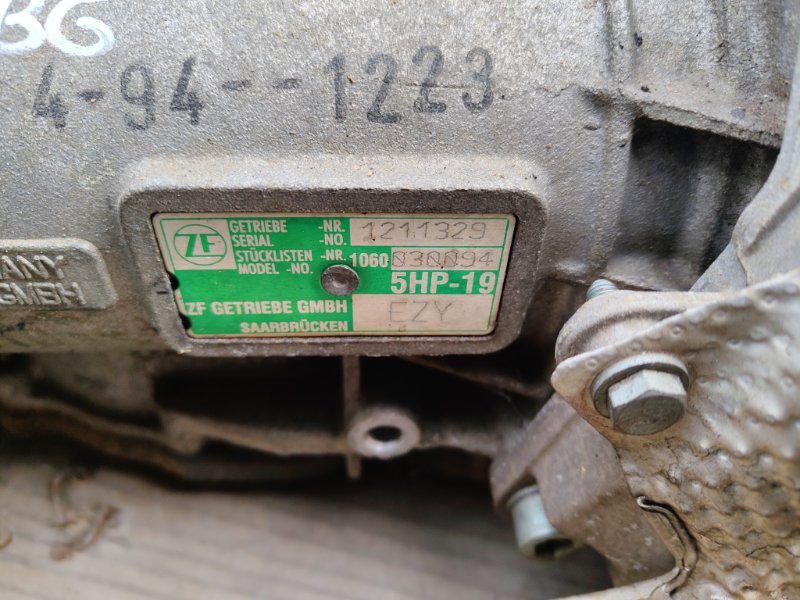 BG
4-94--1223
ZF GETRIEBE -NR. 1211329
SERIAL -NO.
STÜCKLISTEN -NR. 1060 030094
MODEL -NO.
5HP-19
ZF GETRIEBE GMBH EZY
SAARBRÜCKEN
ANY
GMBH